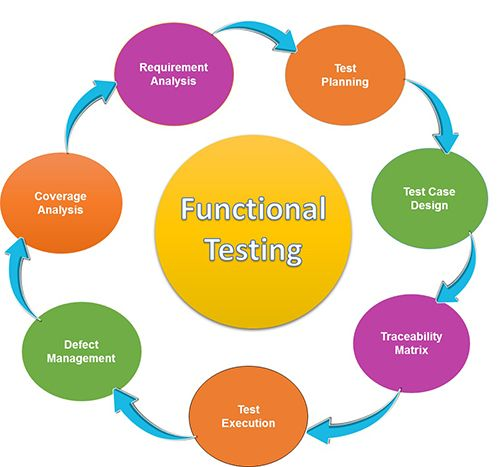 Requirement
Analysis
Test
Planning
Test Case
Design
Traceability
Matrix
Test
Execution
Defect
Management
Coverage
Analysis
Functional
Testing